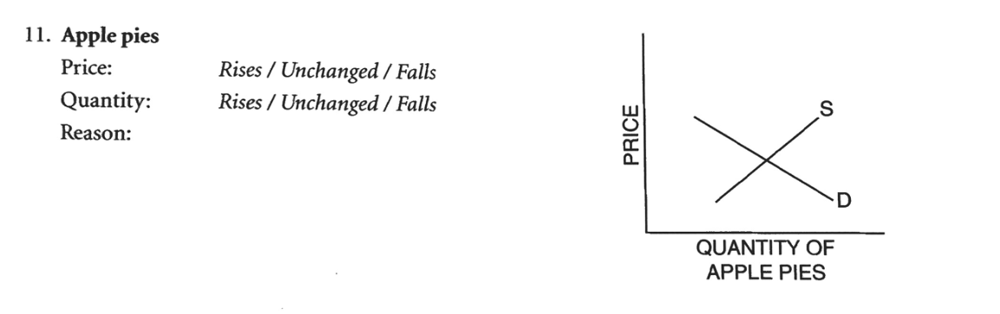 11. Apple pies
Price: Rises / Unchanged / Falls
Quantity: Rises / Unchanged / Falls
Reason:
PRICE
S
D
QUANTITY OF
APPLE PIES